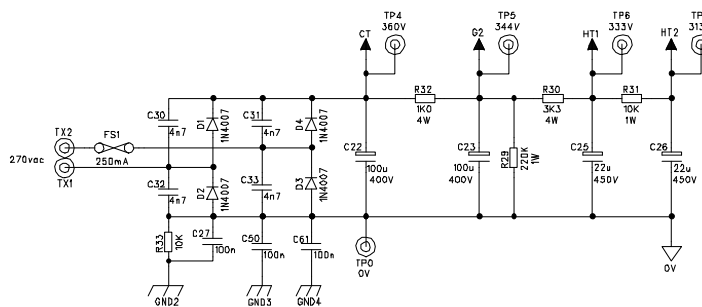 TP4
360V
TP5
344V
TP6
333V
TP
313
CT
G2
HT1
HT2
R32
1K0
4W
R30
3K3
4W
R31
10K
1W
C30
4n7
D1
1N4007
C31
4n7
D4
1N4007
TX2
FS1
250mA
270vac
TX1
C32
4n7
D2
1N4007
C33
4n7
D3
1N4007
C22
100u
400V
C23
100u
400V
R29
220K
1W
C25
22u
450V
C26
22u
450V
R33
10K
C27
100n
C50
100n
C61
100n
TP0
0V
0V
GND2
GND3
GND4